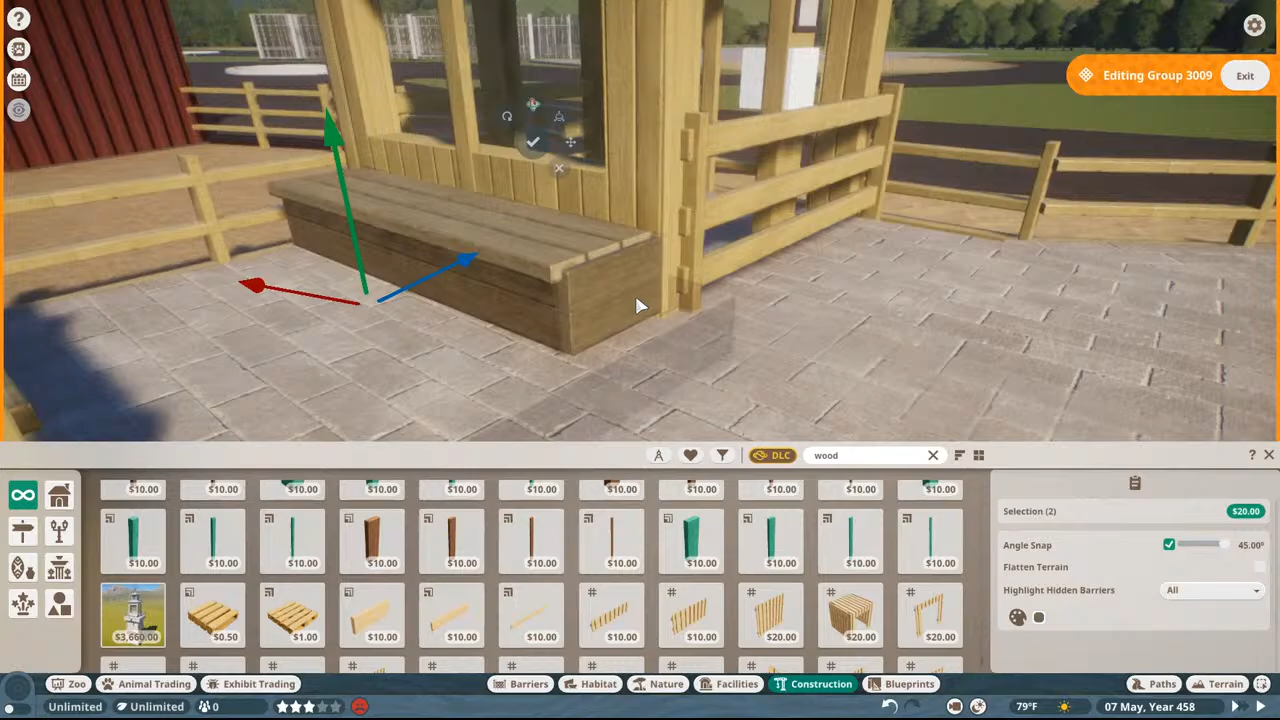 ?
Editing Group 3009
Exit
DLC
wood
?
$10.00 $10.00 $10.00 $10.00 $10.00 $10.00 $10.00 $10.00 $10.00 $10.00 $10.00
$10.00 $10.00 $10.00 $10.00 $10.00 $10.00 $10.00 $10.00 $10.00 $10.00 $10.00
$3,660.00 $0.50 $1.00 $10.00 $10.00 $10.00 $10.00 $10.00 $20.00 $20.00 $20.00
Selection (2) $20.00
Angle Snap 45.00°
Flatten Terrain
Highlight Hidden Barriers All
Zoo Animal Trading Exhibit Trading Barriers Habitat Nature Facilities Construction Blueprints Paths Terrain
Unlimited Unlimited 0 79°F 07 May, Year 458